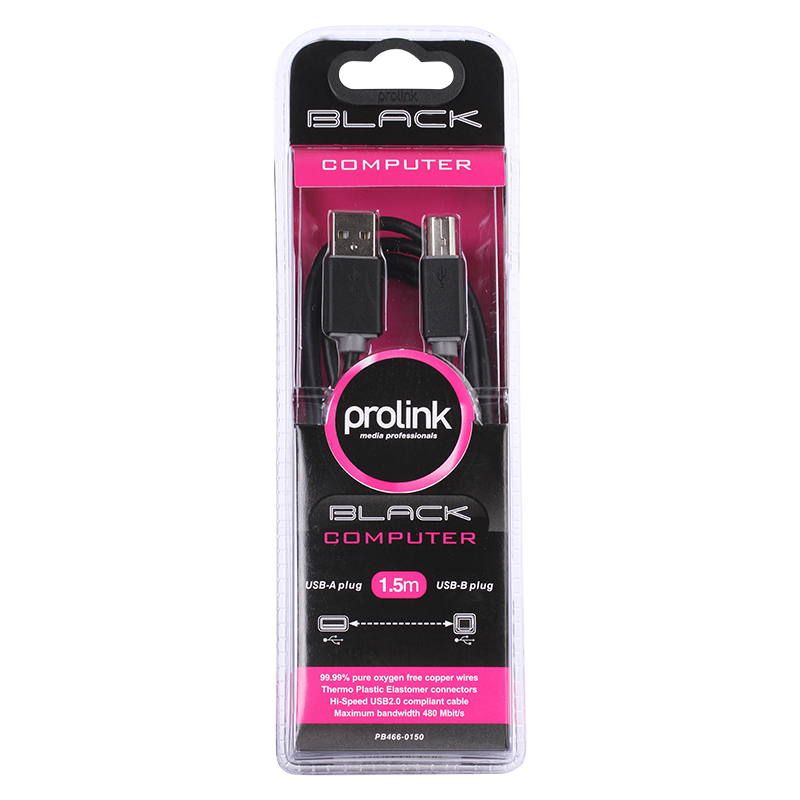 prolink
BLACK
COMPUTER
prolink
media professionals
BLACK
COMPUTER
USB-A plug 1.5m USB-B plug
99.99% pure oxygen free copper wires
Thermo Plastic Elastomer connectors
Hi-Speed USB2.0 compliant cable
Maximum bandwidth 480 Mbit/s
PB466-0150